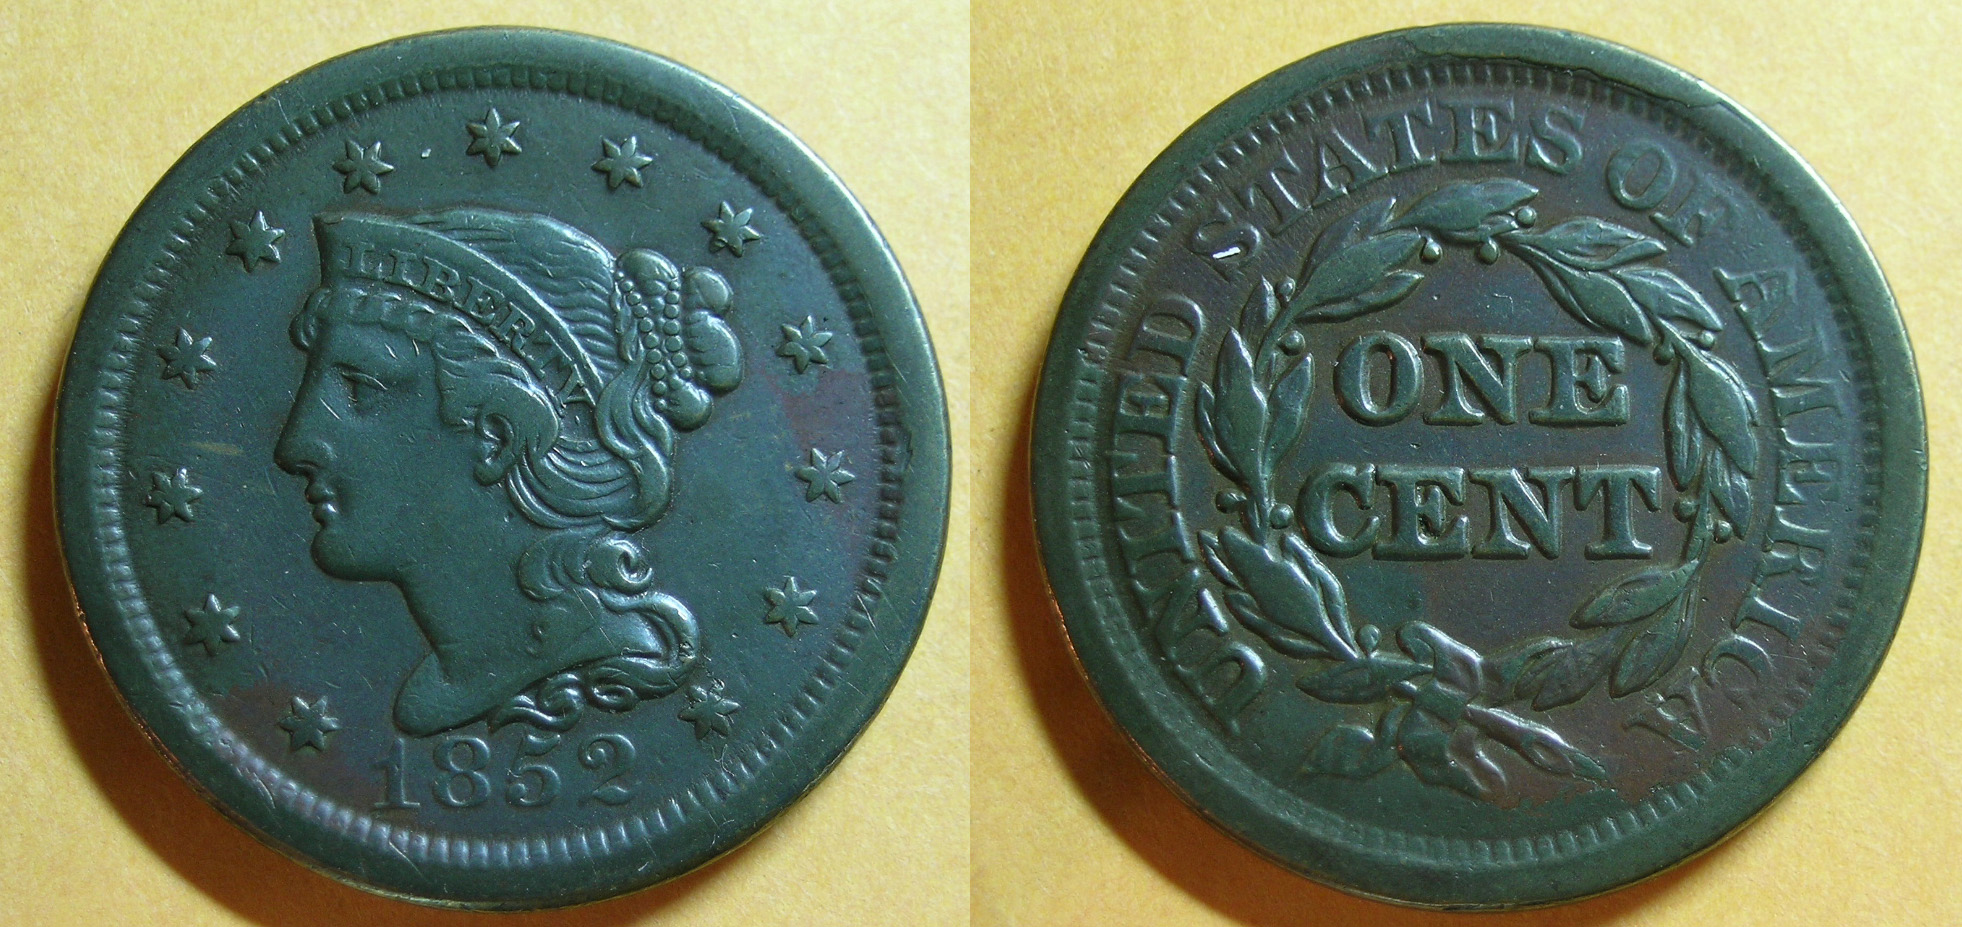 LIBERTY
1852
UNITED STATES OF AMERICA
ONE
CENT